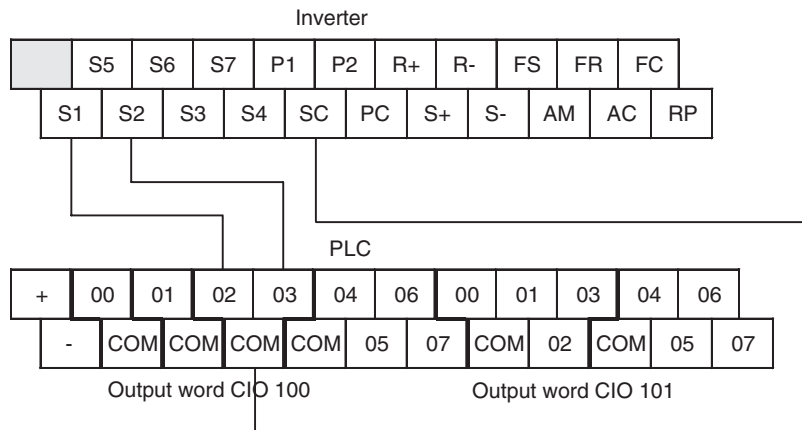 Inverter
S5 S6 S7 P1 P2 R+ R- FS FR FC
S1 S2 S3 S4 SC PC S+ S- AM AC RP
PLC
+ 00 01 02 03 04 06 00 01 03 04 06
- COM COM COM COM 05 07 COM 02 COM 05 07
Output word CIO 100 Output word CIO 101